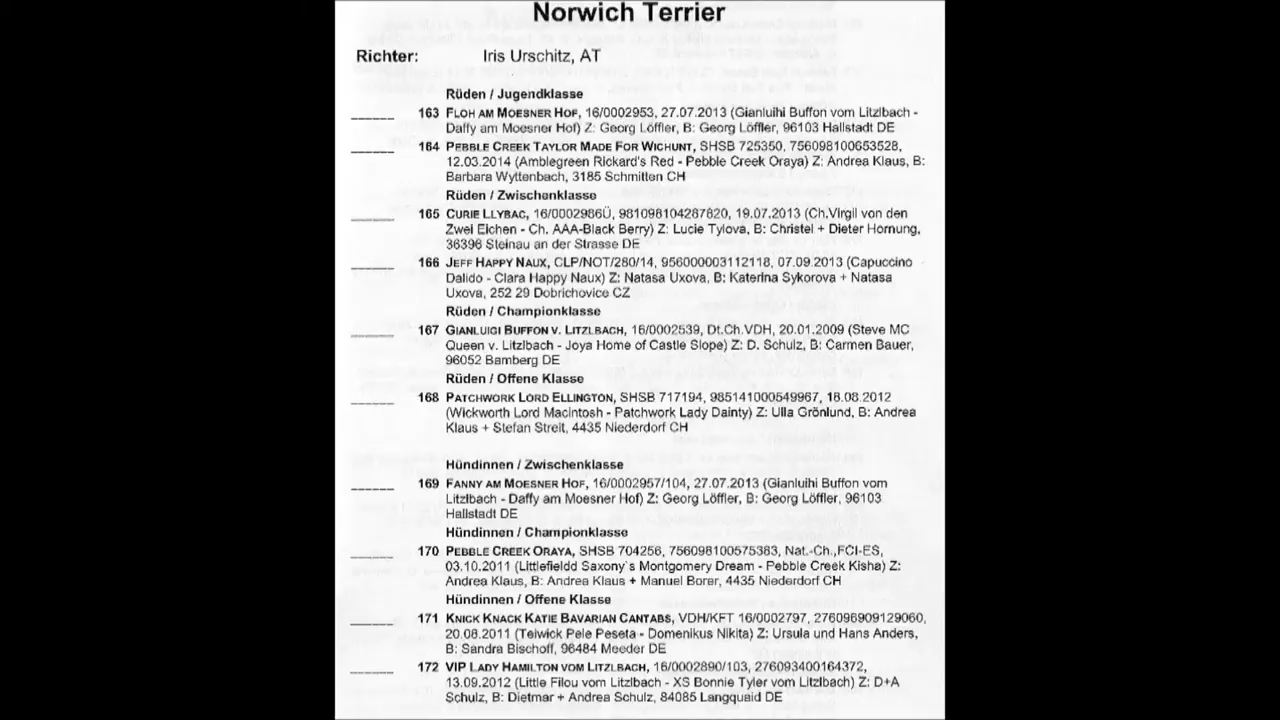 Norwich Terrier
Richter: Iris Urschitz, AT
Rüden / Jugendklasse
163 FLOH AM MOESNER HOF, 16/0002953, 27.07.2013 (Gianluihi Buffon vom Litzlbach -
Daffy am Moesner Hof) Z: Georg Löffler, B: Georg Löffler, 96103 Hallstadt DE
164 PEBBLE CREEK TAYLOR MADE FOR WICHUNT, SHSB 725350, 756098100653528,
12.03.2014 (Amblegreen Rickard's Red - Pebble Creek Oraya) Z: Andrea Klaus, B:
Barbara Wyttenbach, 3185 Schmitten CH
Rüden / Zwischenklasse
165 CURIE LLYBAC, 16/0002986Ü, 981098104287820, 19.07.2013 (Ch.Virgil von den
Zwei Eichen - Ch. AAA-Black Berry) Z: Lucie Tylova, B: Christel + Dieter Hornung,
36396 Steinau an der Strasse DE
166 JEFF HAPPY NAUX, CLP/NOT/280/14, 956000003112118, 07.09.2013 (Capuccino
Dalido - Clara Happy Naux) Z: Natasa Uxova, B: Katerina Sykorova + Natasa
Uxova, 252 29 Dobrichovice CZ
Rüden / Championklasse
167 GIANLUIGI BUFFON V. LITZLBACH, 16/0002539, Dt.Ch.VDH, 20.01.2009 (Steve MC
Queen v. Litzlbach - Joya Home of Castle Slope) Z: D. Schulz, B: Carmen Bauer,
96052 Bamberg DE
Rüden / Offene Klasse
168 PATCHWORK LORD ELLINGTON, SHSB 717194, 985141000549967, 18.08.2012
(Wickworth Lord Macintosh - Patchwork Lady Dainty) Z: Ulla Grönlund, B: Andrea
Klaus + Stefan Streit, 4435 Niederdorf CH
Hündinnen / Zwischenklasse
169 FANNY AM MOESNER HOF, 16/0002957/104, 27.07.2013 (Gianluihi Buffon vom
Litzlbach - Daffy am Moesner Hof) Z: Georg Löffler, B: Georg Löffler, 96103
Hallstadt DE
Hündinnen / Championklasse
170 PEBBLE CREEK ORAYA, SHSB 704256, 756098100575383, Nat.-Ch.,FCI-ES,
03.10.2011 (Littlefieldd Saxony`s Montgomery Dream - Pebble Creek Kisha) Z:
Andrea Klaus, B: Andrea Klaus + Manuel Borer, 4435 Niederdorf CH
Hündinnen / Offene Klasse
171 KNICK KNACK KATIE BAVARIAN CANTABS, VDH/KFT 16/0002797, 276096909129060,
20.08.2011 (Telwick Pele Peseta - Domenikus Nikita) Z: Ursula und Hans Anders,
B: Sandra Bischoff, 96484 Meeder DE
172 VIP LADY HAMILTON VOM LITZLBACH, 16/0002890/103, 276093400164372,
13.09.2012 (Little Filou vom Litzlbach - XS Bonnie Tyler vom Litzlbach) Z: D+A
Schulz, B: Dietmar + Andrea Schulz, 84085 Langquaid DE